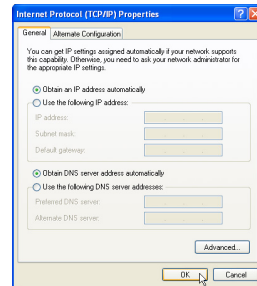 Internet Protocol (TCP/IP) Properties
General
Alternate Configuration
You can get IP settings assigned automatically if your network supports
this capability. Otherwise, you need to ask your network administrator for
the appropriate IP settings.
Obtain an IP address automatically
Use the following IP address:
IP address:
Subnet mask:
Default gateway:
Obtain DNS server address automatically
Use the following DNS server addresses:
Preferred DNS server:
Alternate DNS server:
Advanced...
OK
Cancel